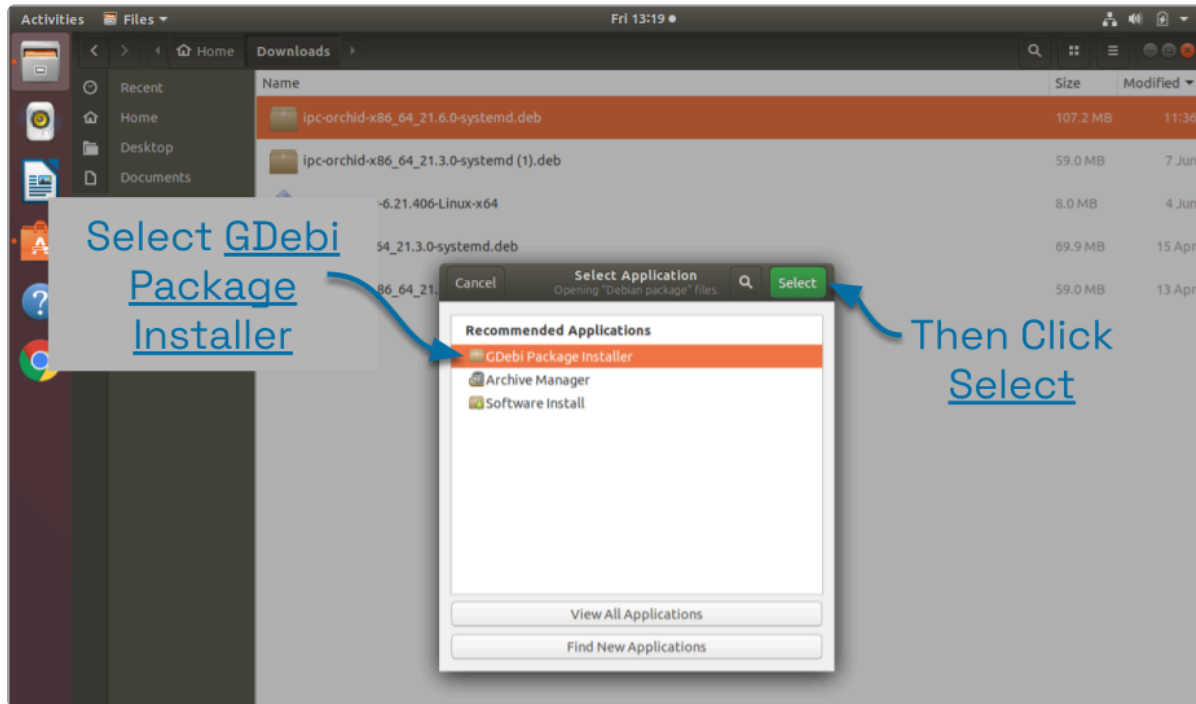 Activities Files Fri 13:19
Home Downloads
Name Size Modified
Recent
Home
Desktop
Documents
ipc-orchid-x86_64_21.6.0-systemd.deb 107.2 MB 11:36
ipc-orchid-x86_64_21.3.0-systemd (1).deb 59.0 MB 7 Jun
-6.21.406-Linux-x64 8.0 MB 4 Jun
64_21.3.0-systemd.deb 69.9 MB 15 Apr
86_64_21. 59.0 MB 13 Apr
Select GDebi
Package
Installer
Cancel Select Application Select
Opening "Debian package" files.
Recommended Applications
GDebi Package Installer
Archive Manager
Software Install
View All Applications
Find New Applications
Then Click
Select